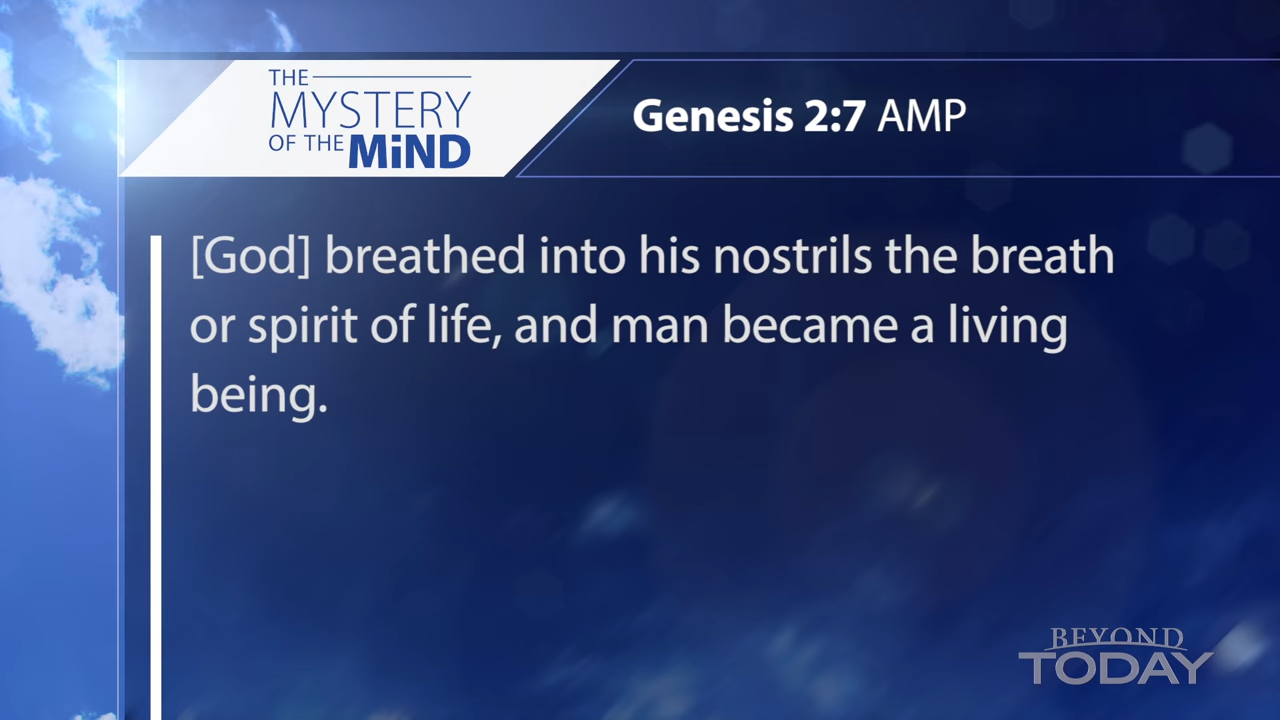 THE
MYSTERY
OF THE MiND
Genesis 2:7 AMP
[God] breathed into his nostrils the breath
or spirit of life, and man became a living
being.
BEYOND
TODAY